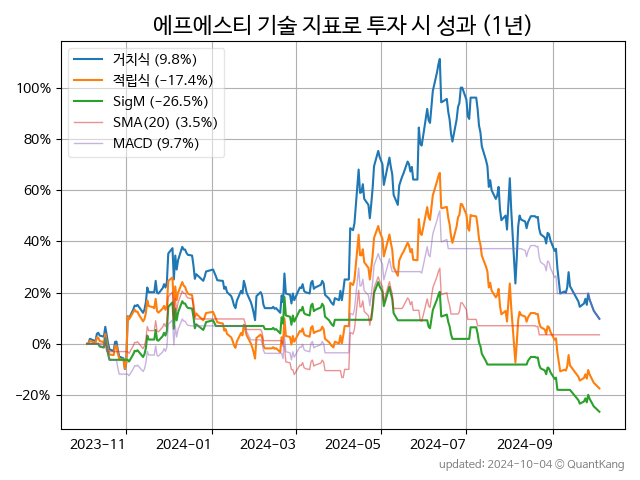 에프에스티 기술 지표로 투자 시 성과 (1년)
거치식 (9.8%)
적립식 (−17.4%)
SigM (−26.5%)
SMA(20) (3.5%)
MACD (9.7%)
100%
80%
60%
40%
20%
0%
−20%
2023-11
2024-01
2024-03
2024-05
2024-07
2024-09
updated: 2024-10-04 © QuantKang